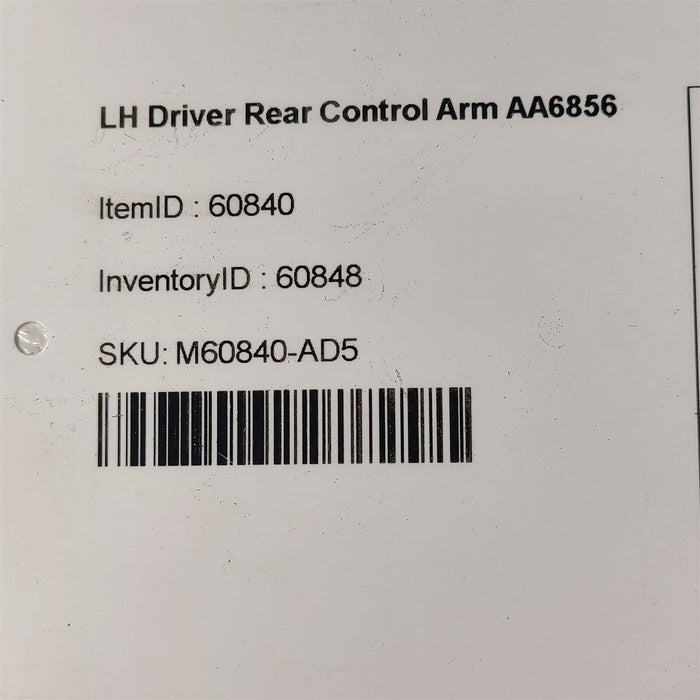 LH Driver Rear Control Arm AA6856
ItemID : 60840
InventoryID : 60848
SKU: M60840-AD5